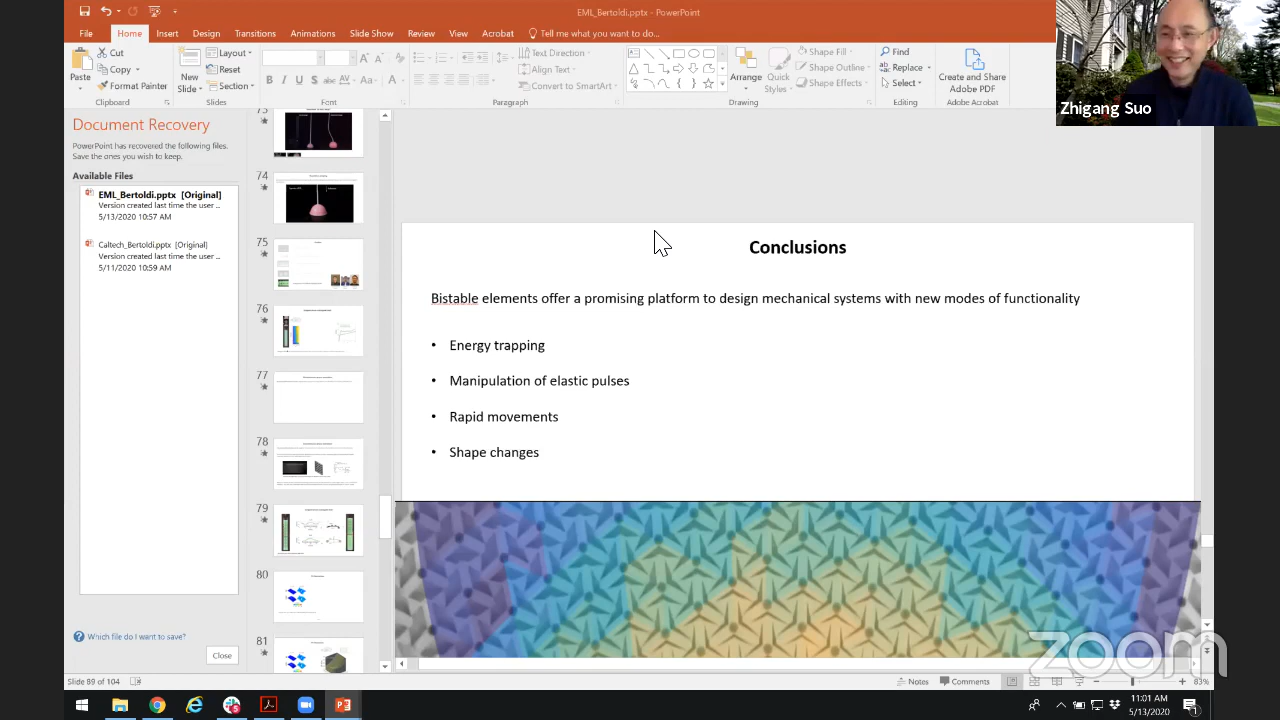 EML_Bertoldi.pptx - PowerPoint
File Home Insert Design Transitions Animations Slide Show Review View Acrobat Tell me what you want to do...
Paste
Cut
Copy
Format Painter
Clipboard
New Slide
Layout
Reset
Section
Slides
B I U S abc AV Aa A
Font
Text Direction
Align Text
Convert to SmartArt
Paragraph
Arrange
Quick Styles
Shape Fill
Shape Outline
Shape Effects
Drawing
Find
Replace
Select
Editing
Create and Share Adobe PDF
Adobe Acrobat
Zhigang Suo
Document Recovery
PowerPoint has recovered the following files. Save the ones you wish to keep.
Available Files
EML_Bertoldi.pptx [Original]
Version created last time the user ...
5/13/2020 10:57 AM
Caltech_Bertoldi.pptx [Original]
Version created last time the user ...
5/11/2020 10:59 AM
Which file do I want to save?
Close
73
74
75
76
77
78
79
80
81
Conclusions
Bistable elements offer a promising platform to design mechanical systems with new modes of functionality
• Energy trapping
• Manipulation of elastic pulses
• Rapid movements
• Shape changes
zoom
Slide 89 of 104
Notes
Comments
83%
11:01 AM
5/13/2020
1